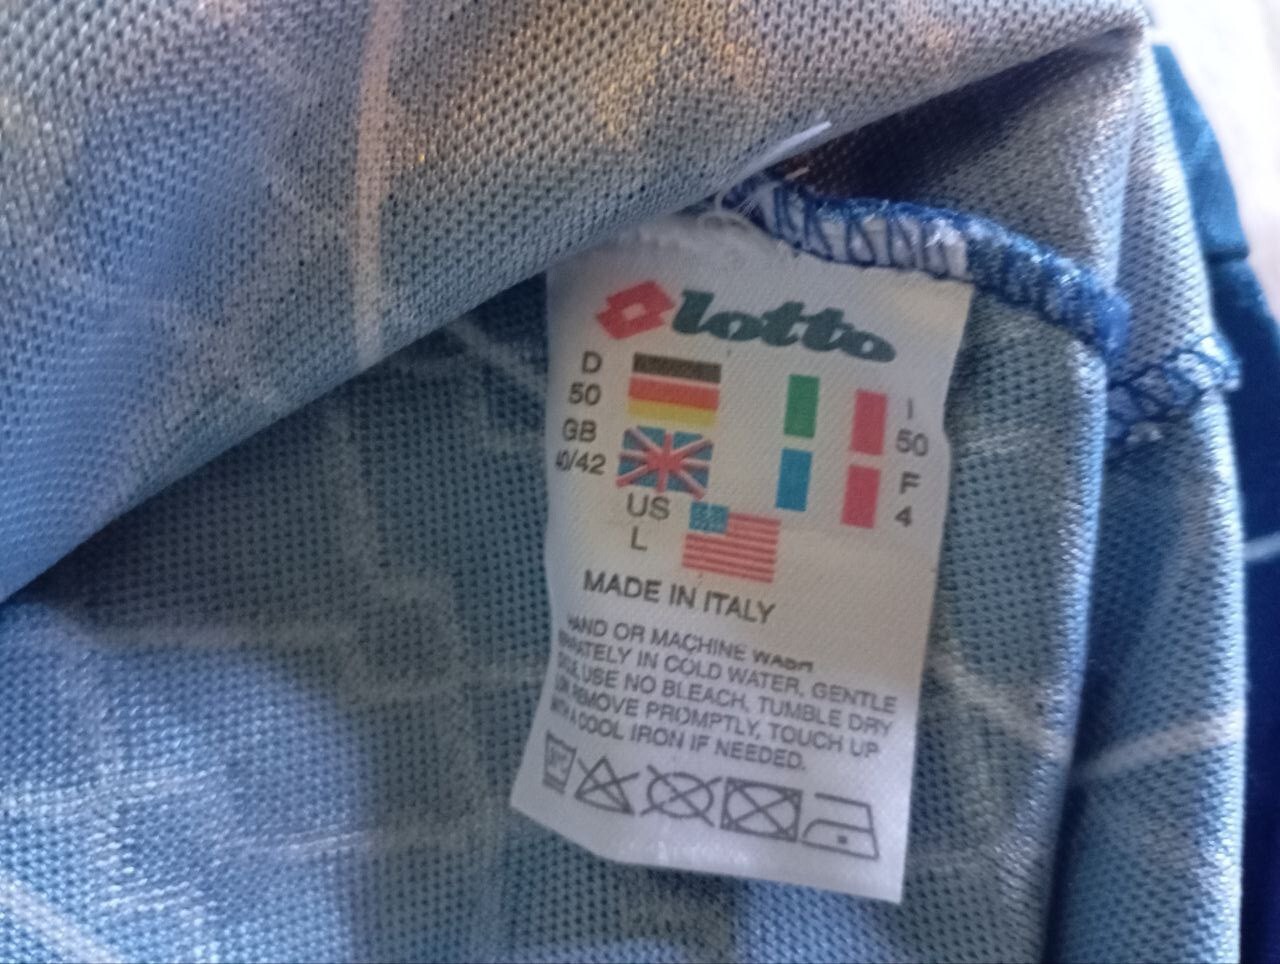 lotto
D
50
GB
40/42
I
50
F
4
US
L
MADE IN ITALY
HAND OR MACHINE WASH
IN COLD WATER, GENTLE
USE NO BLEACH, TUMBLE DRY
REMOVE PROMPTLY, TOUCH UP
WITH A COOL IRON IF NEEDED.